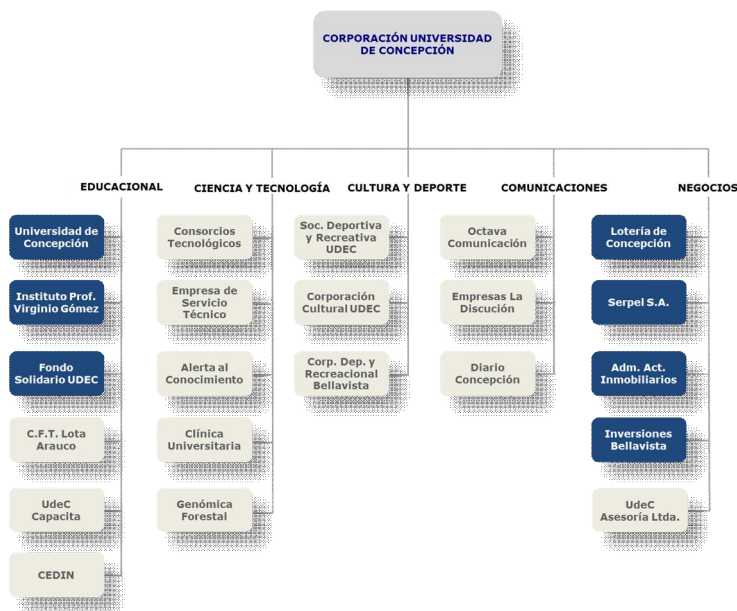 CORPORACIÓN UNIVERSIDAD
DE CONCEPCIÓN
EDUCACIONAL
CIENCIA Y TECNOLOGÍA
CULTURA Y DEPORTE
COMUNICACIONES
NEGOCIOS
Universidad de
Concepción
Instituto Prof.
Virginio Gómez
Fondo
Solidario UDEC
C.F.T. Lota
Arauco
UdeC
Capacita
CEDIN
Consorcios
Tecnológicos
Empresa de
Servicio
Técnico
Alerta al
Conocimiento
Clínica
Universitaria
Genómica
Forestal
Soc. Deportiva
y Recreativa
UDEC
Corporación
Cultural UDEC
Corp. Dep. y
Recreacional
Bellavista
Octava
Comunicación
Empresas La
Discución
Diario
Concepción
Lotería de
Concepción
Serpel S.A.
Adm. Act.
Inmobiliarios
Inversiones
Bellavista
UdeC
Asesoría Ltda.